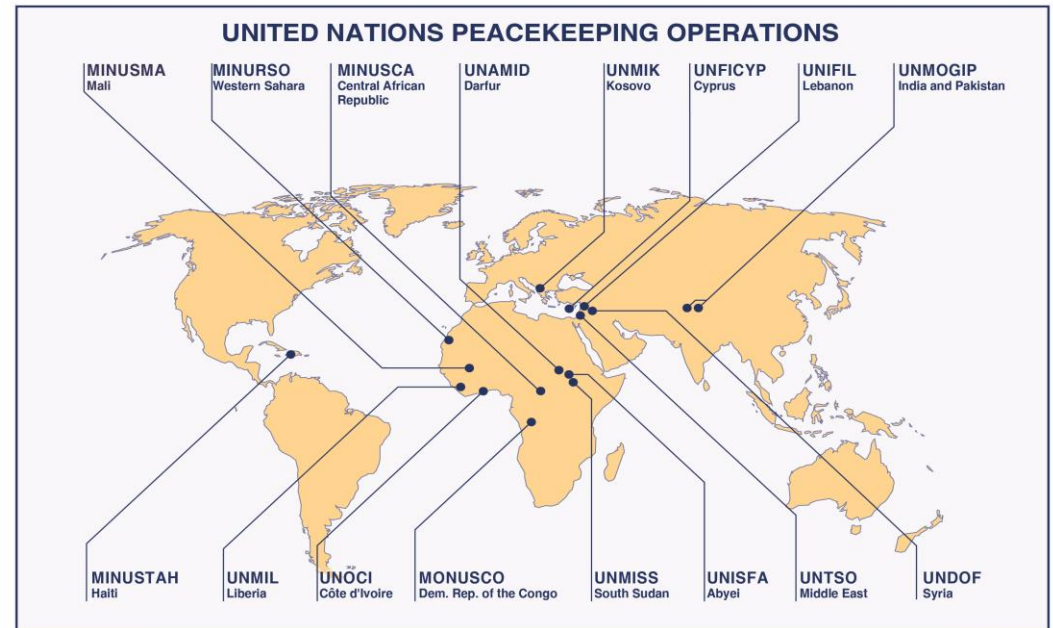 UNITED NATIONS PEACEKEEPING OPERATIONS
MINUSMA
Mali
MINURSO
Western Sahara
MINUSCA
Central African
Republic
UNAMID
Darfur
UNMIK
Kosovo
UNFICYP
Cyprus
UNIFIL
Lebanon
UNMOGIP
India and Pakistan
MINUSTAH
Haiti
UNMIL
Liberia
UNOCI
Côte d'Ivoire
MONUSCO
Dem. Rep. of the Congo
UNMISS
South Sudan
UNISFA
Abyei
UNTSO
Middle East
UNDOF
Syria